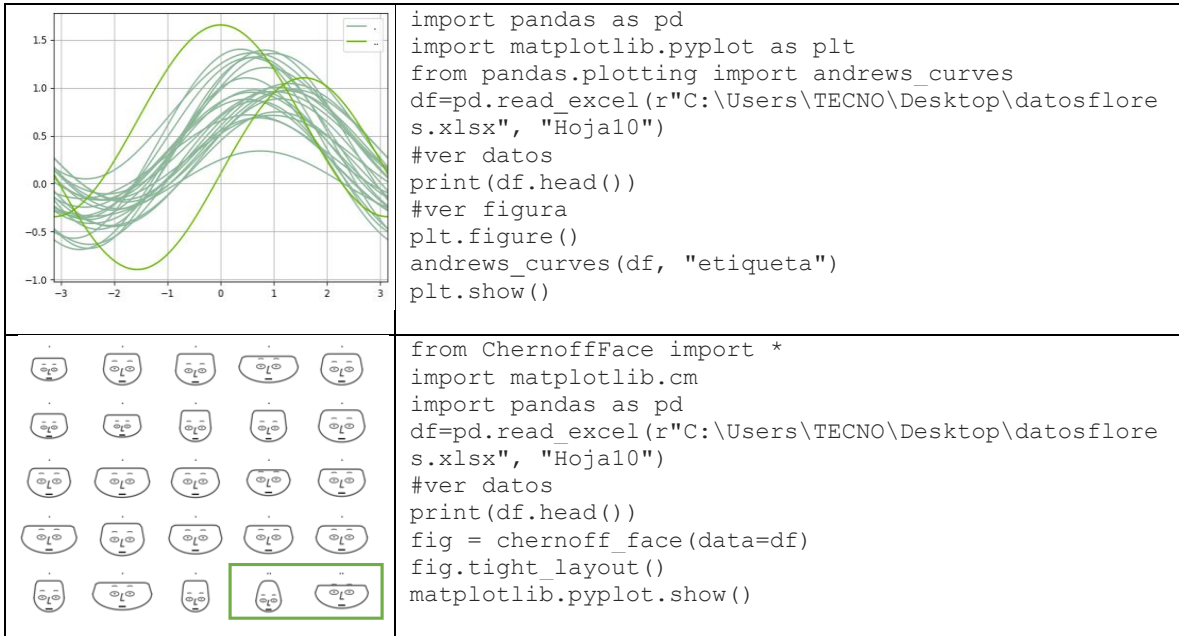 1.5
1.0
0.5
0.0
−0.5
−1.0
−3
−2
−1
0
1
2
3
.
..
import pandas as pd
import matplotlib.pyplot as plt
from pandas.plotting import andrews_curves
df=pd.read_excel(r"C:\Users\TECNO\Desktop\datosflore
s.xlsx", "Hoja10")
#ver datos
print(df.head())
#ver figura
plt.figure()
andrews_curves(df, "etiqueta")
plt.show()
from ChernoffFace import *
import matplotlib.cm
import pandas as pd
df=pd.read_excel(r"C:\Users\TECNO\Desktop\datosflore
s.xlsx", "Hoja10")
#ver datos
print(df.head())
fig = chernoff_face(data=df)
fig.tight_layout()
matplotlib.pyplot.show()